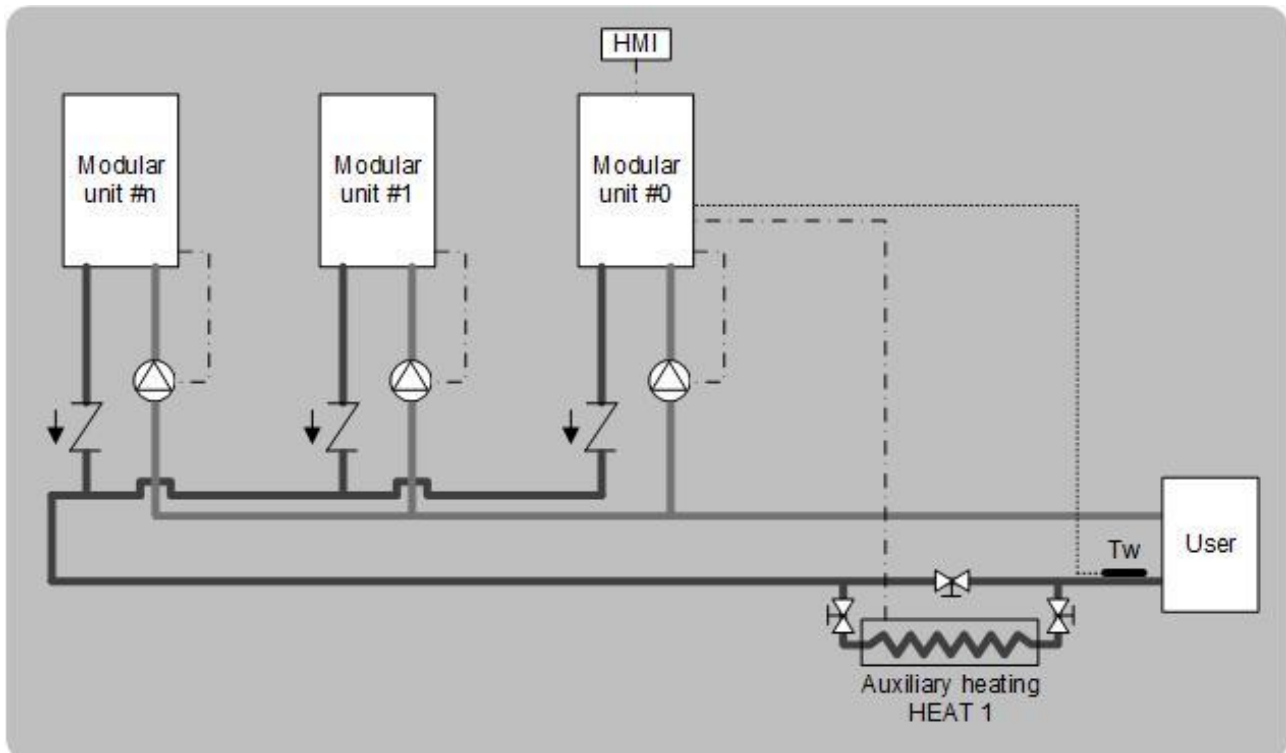 HMI
Modular
unit #n
Modular
unit #1
Modular
unit #0
Tw
User
Auxiliary heating
HEAT 1